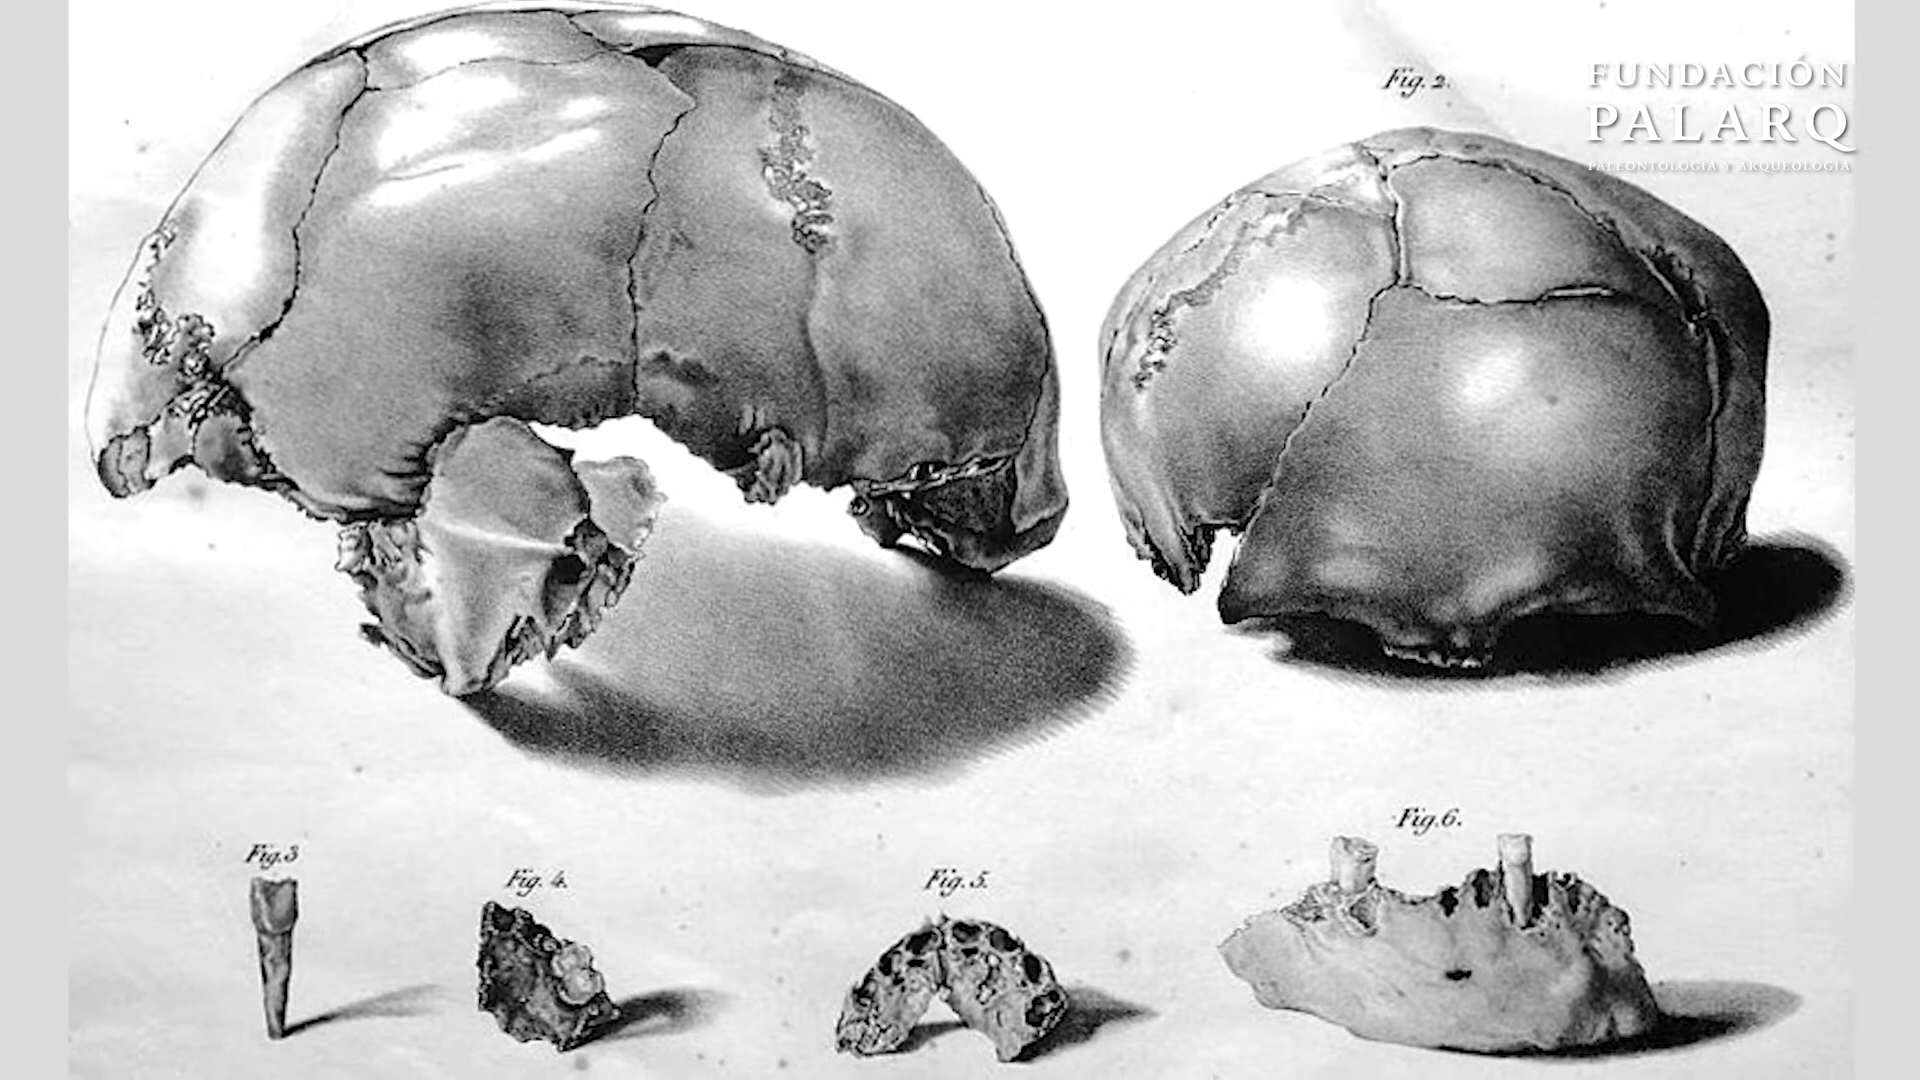 Fig. 2.
FUNDACIÓN
PALARQ
PALEONTOLOGÍA Y ARQUEOLOGÍA
Fig. 6.
Fig. 3
Fig. 4.
Fig. 5.